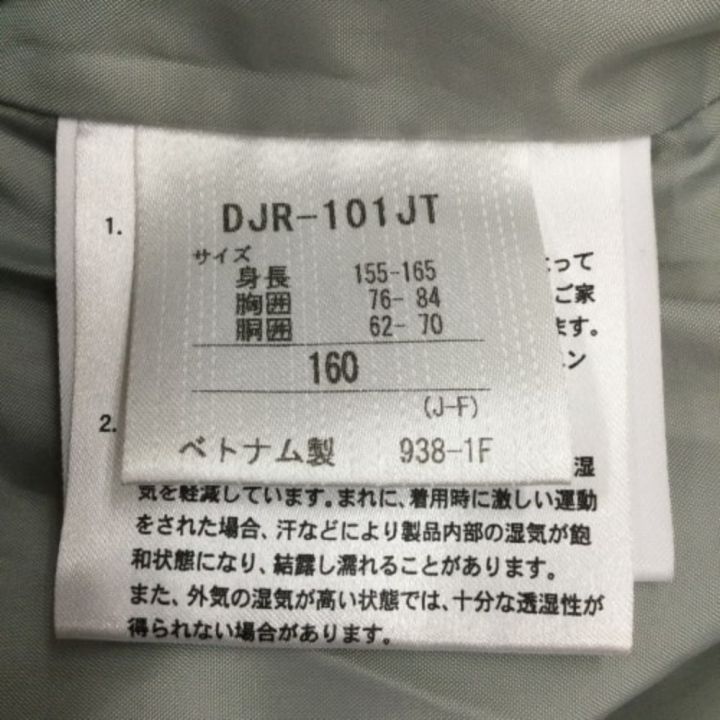 DJR-101JT
サイズ
身長 155-165
胸囲 76- 84
胴囲 62- 70
160
(J-F)
ベトナム製 938-1F
1.
って
ご家
ます。
ン
2.
湿
気を軽減しています。まれに、着用時に激しい運動
をされた場合、汗などにより製品内部の湿気が飽
和状態になり、結露し濡れることがあります。
また、外気の湿気が高い状態では、十分な透湿性が
得られない場合があります。